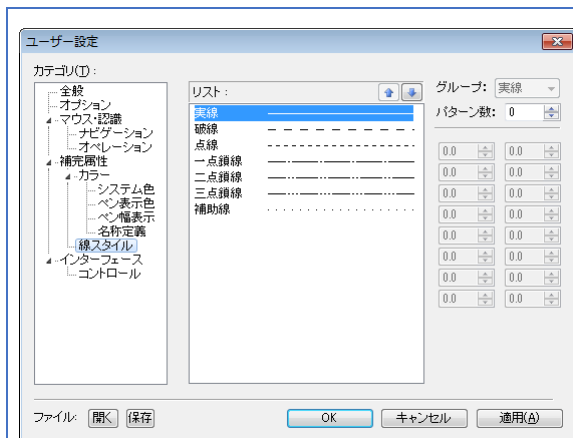 ユーザー設定
カテゴリ(T):
全般
オプション
マウス・認識
ナビゲーション
オペレーション
補完属性
カラー
システム色
ペン表示色
ペン幅表示
名称定義
線スタイル
インターフェース
コントロール
リスト:
実線
破線
点線
一点鎖線
二点鎖線
三点鎖線
補助線
グループ: 実線
パターン数: 0
0.0 0.0
0.0 0.0
0.0 0.0
0.0 0.0
0.0 0.0
0.0 0.0
0.0 0.0
0.0 0.0
ファイル: 開く 保存
OK キャンセル 適用(A)